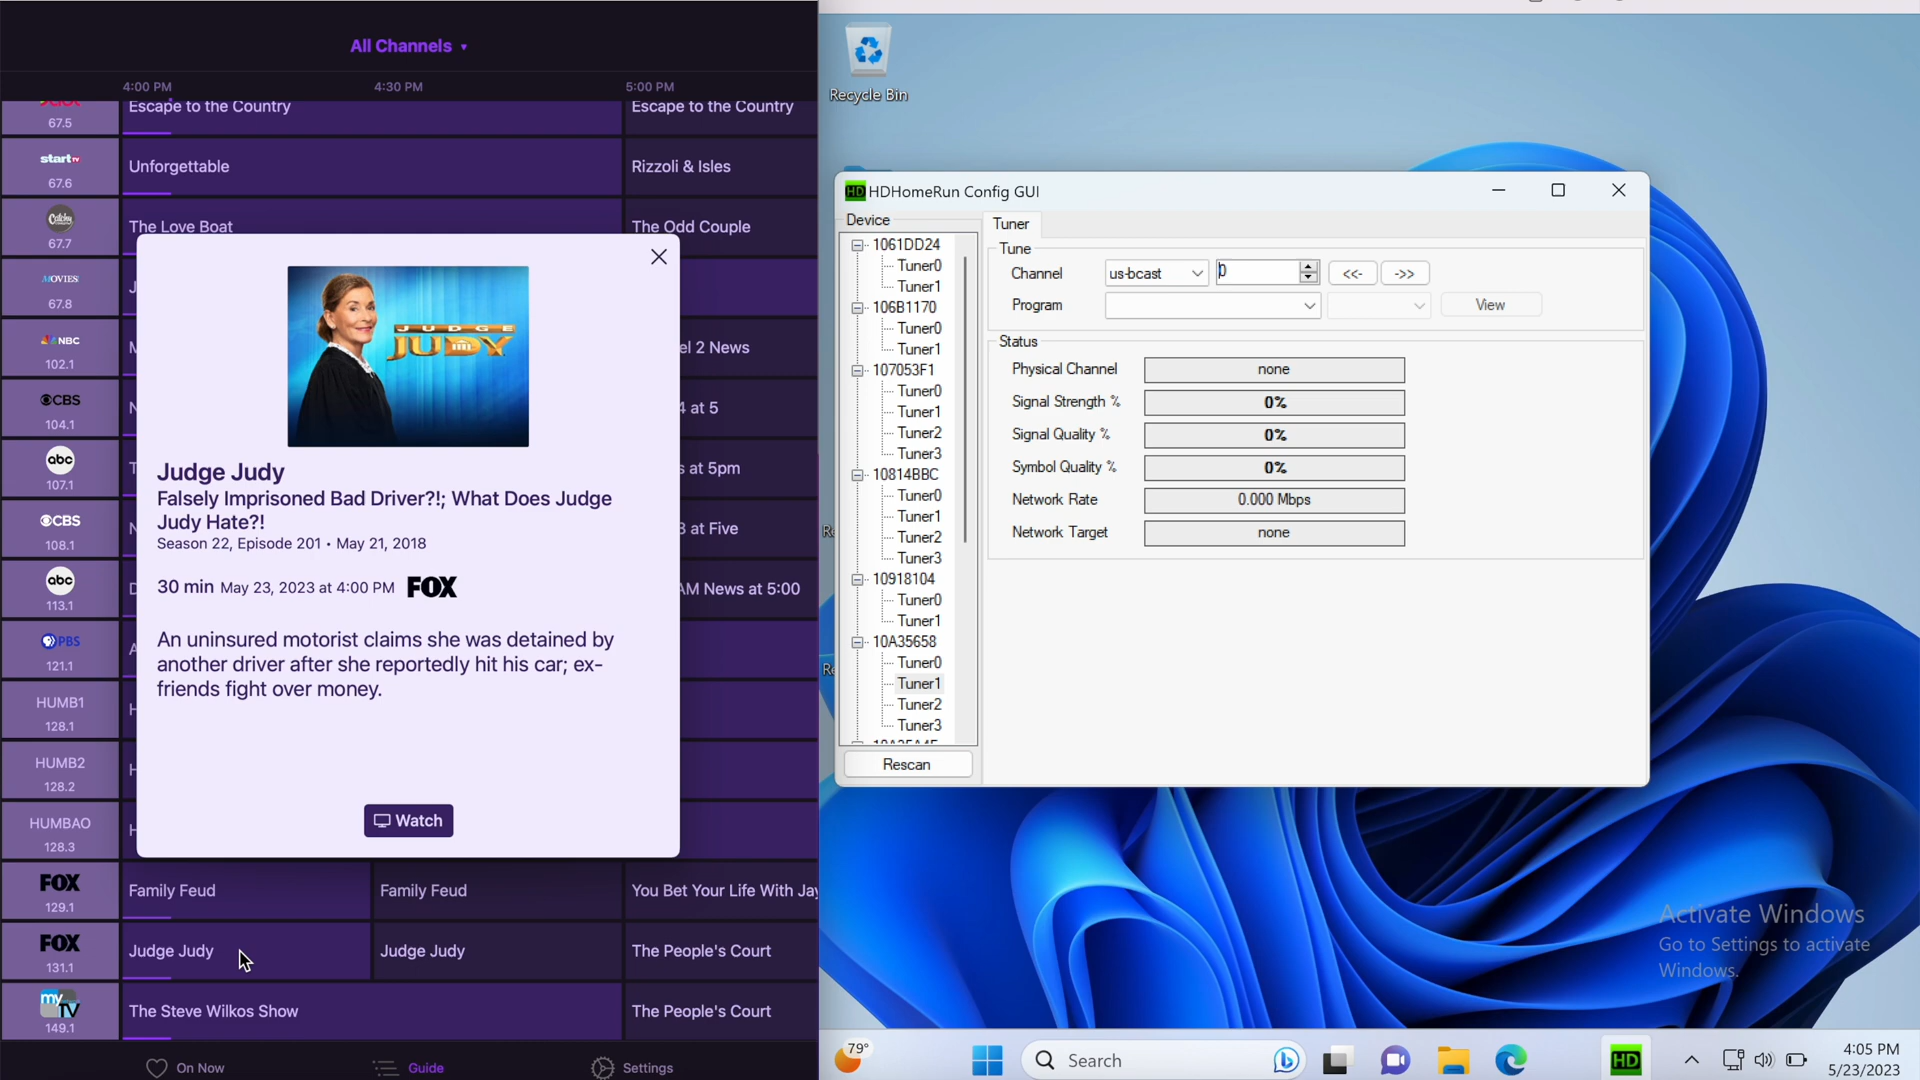 All Channels ▾
4:00 PM 4:30 PM 5:00 PM
67.5 Escape to the Country Escape to the Country
start TV
67.6 Unforgettable Rizzoli & Isles
Catchy
67.7 The Love Boat The Odd Couple
MOVIES!
67.8 J
NBC
102.1 el 2 News
CBS
104.1 N 4 at 5
abc
107.1 T s at 5pm
CBS
108.1 N 3 at Five
abc
113.1 AM News at 5:00
PBS
121.1 A
HUMB1
128.1 H
HUMB2
128.2 H
HUMBAO
128.3 H
FOX
129.1 Family Feud Family Feud You Bet Your Life With Jay
FOX
131.1 Judge Judy Judge Judy The People's Court
my TV
149.1 The Steve Wilkos Show The People's Court
On Now Guide Settings
JUDGE
JUDY
Judge Judy
Falsely Imprisoned Bad Driver?!; What Does Judge
Judy Hate?!
Season 22, Episode 201 • May 21, 2018
30 min May 23, 2023 at 4:00 PM FOX
An uninsured motorist claims she was detained by
another driver after she reportedly hit his car; ex-
friends fight over money.
Watch
Recycle Bin
HD HDHomeRun Config GUI
Device
1061DD24
Tuner0
Tuner1
106B1170
Tuner0
Tuner1
107053F1
Tuner0
Tuner1
Tuner2
Tuner3
10814BBC
Tuner0
Tuner1
Tuner2
Tuner3
10918104
Tuner0
Tuner1
10A35658
Tuner0
Tuner1
Tuner2
Tuner3
Rescan
Tuner
Tune
Channel us-bcast 0 <<- ->>
Program View
Status
Physical Channel none
Signal Strength % 0%
Signal Quality % 0%
Symbol Quality % 0%
Network Rate 0.000 Mbps
Network Target none
Activate Windows
Go to Settings to activate
Windows.
79° Search HD 4:05 PM
5/23/2023